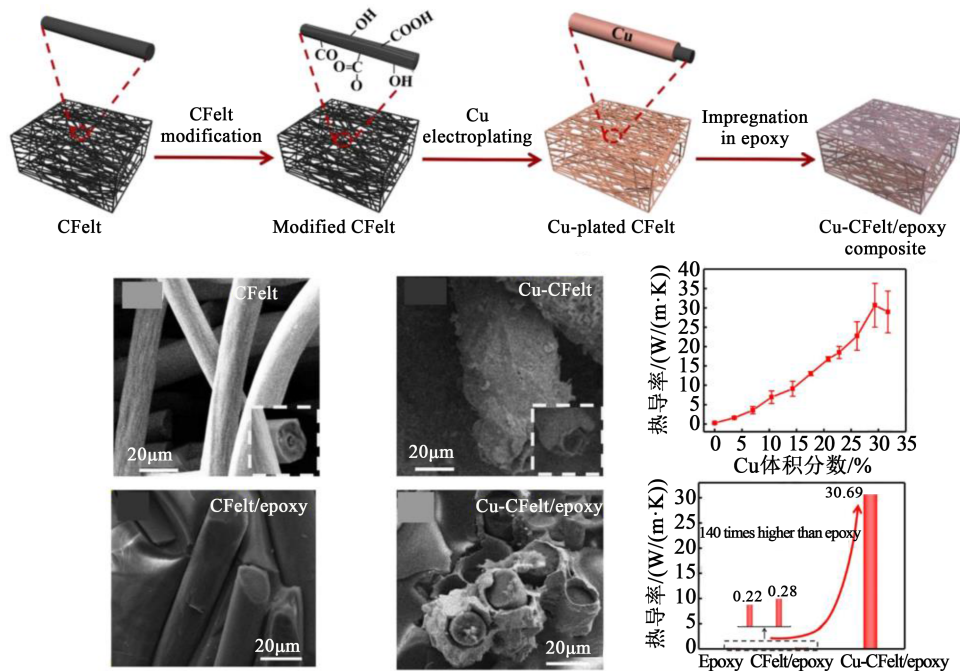 OH
COOH
CO
O=C
O
OH
Cu
CFelt
modification
Cu
electroplating
Impregnation
in epoxy
CFelt
Modified CFelt
Cu-plated CFelt
Cu-CFelt/epoxy
composite
CFelt
20μm
Cu-CFelt
20μm
热导率/(W/(m·K))
40
35
30
25
20
15
10
5
0
0 5 10 15 20 25 30 35
Cu体积分数/%
CFelt/epoxy
20μm
Cu-CFelt/epoxy
20μm
热导率/(W/(m·K))
30
25
20
15
10
5
0
30.69
140 times higher than epoxy
0.22 0.28
Epoxy CFelt/epoxy Cu-CFelt/epoxy